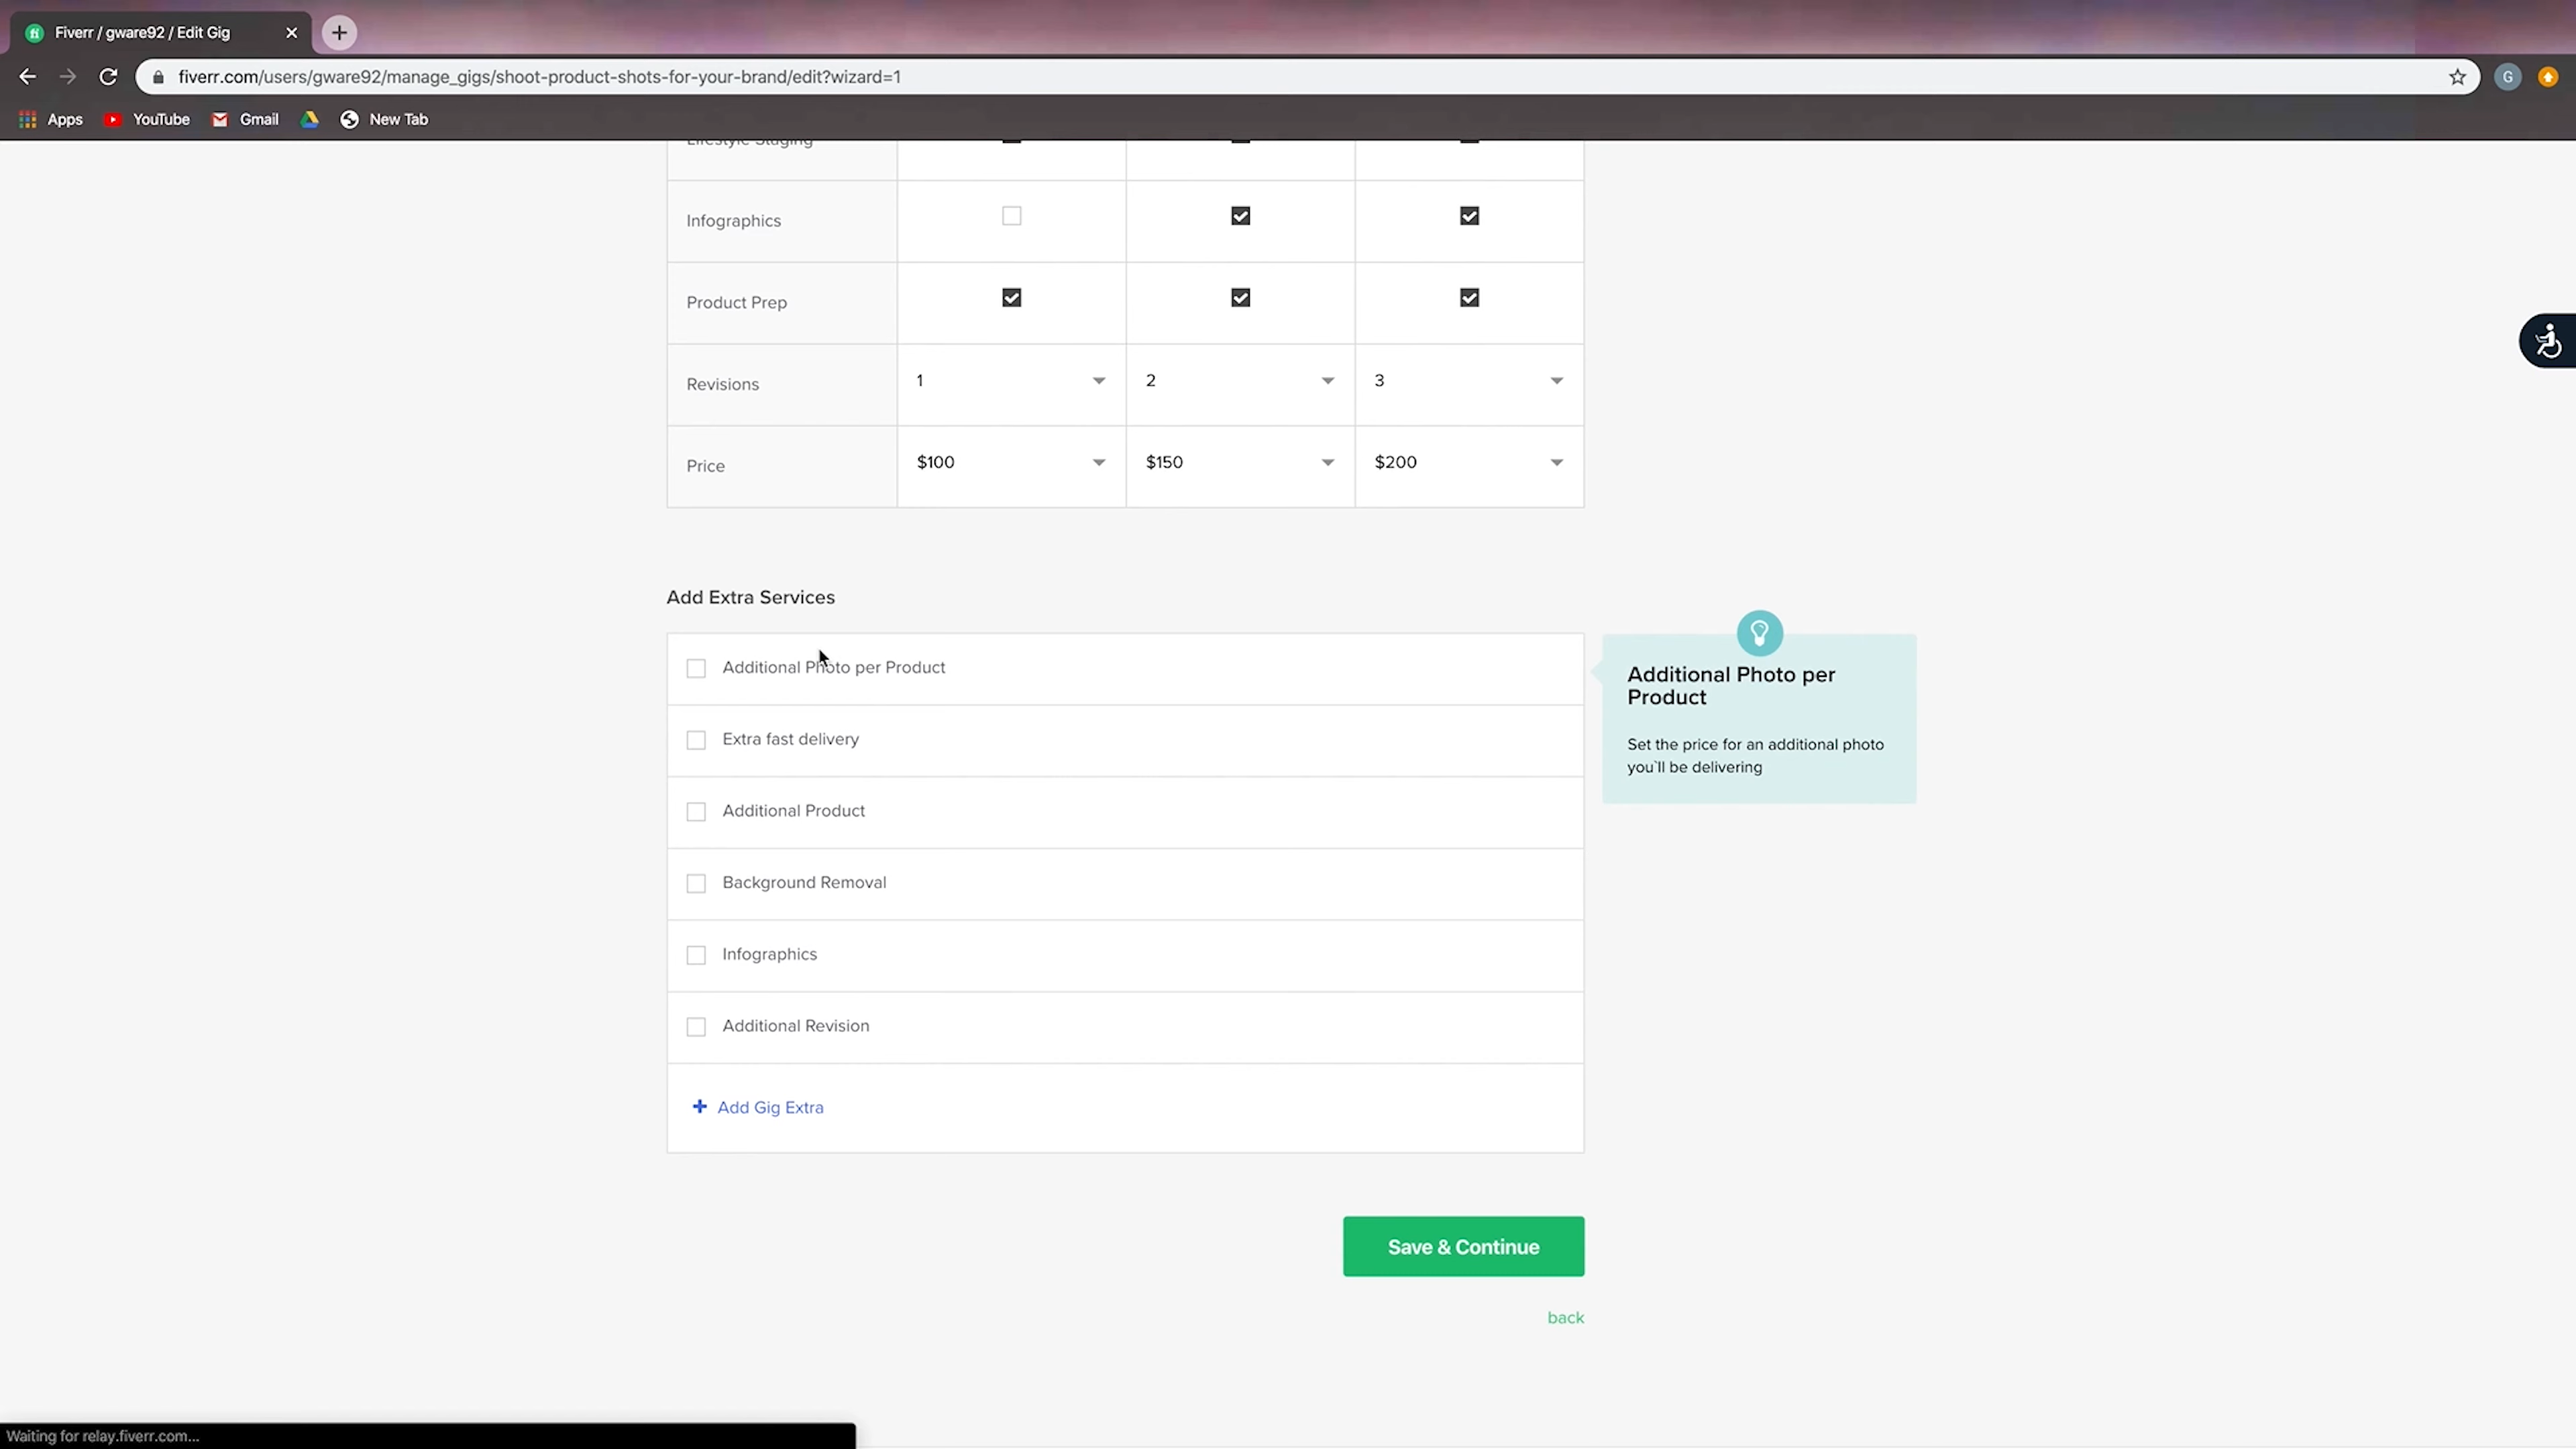 Fiverr / gware92 / Edit Gig
fiverr.com/users/gware92/manage_gigs/shoot-product-shots-for-your-brand/edit?wizard=1
G
Apps YouTube Gmail New Tab
Lifestyle Staging
Infographics
Product Prep
Revisions 1 2 3
Price $100 $150 $200
Add Extra Services
Additional Photo per Product
Extra fast delivery
Additional Product
Background Removal
Infographics
Additional Revision
+ Add Gig Extra
Additional Photo per
Product
Set the price for an additional photo
you`ll be delivering
Save & Continue
back
Waiting for relay.fiverr.com...